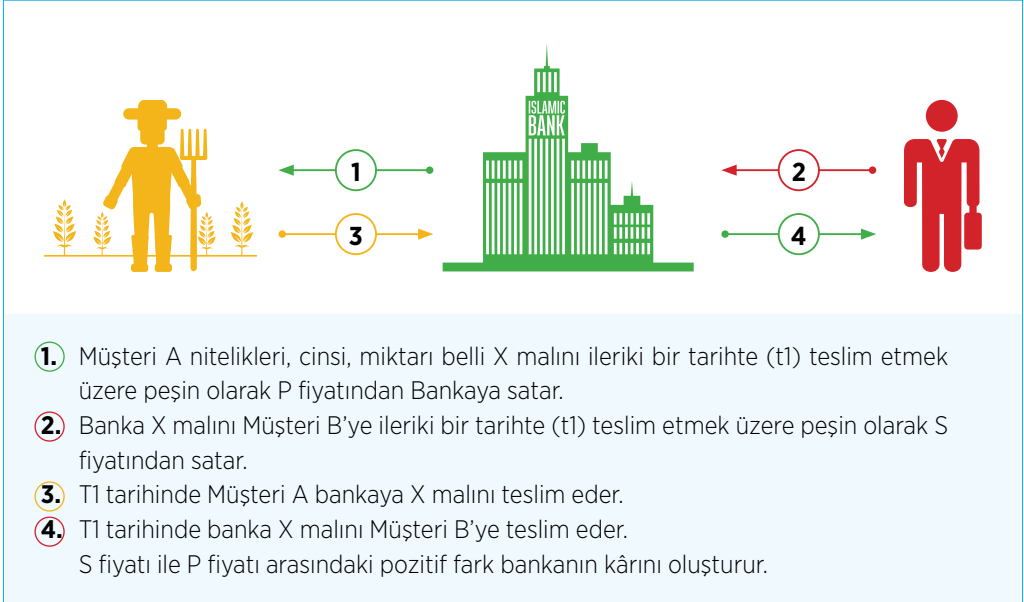 ISLAMIC
BANK
1
2
3
4
1. Müşteri A nitelikleri, cinsi, miktarı belli X malını ileriki bir tarihte (t1) teslim etmek
üzere peşin olarak P fiyatından Bankaya satar.
2. Banka X malını Müşteri B’ye ileriki bir tarihte (t1) teslim etmek üzere peşin olarak S
fiyatından satar.
3. T1 tarihinde Müşteri A bankaya X malını teslim eder.
4. T1 tarihinde banka X malını Müşteri B’ye teslim eder.
S fiyatı ile P fiyatı arasındaki pozitif fark bankanın kârını oluşturur.